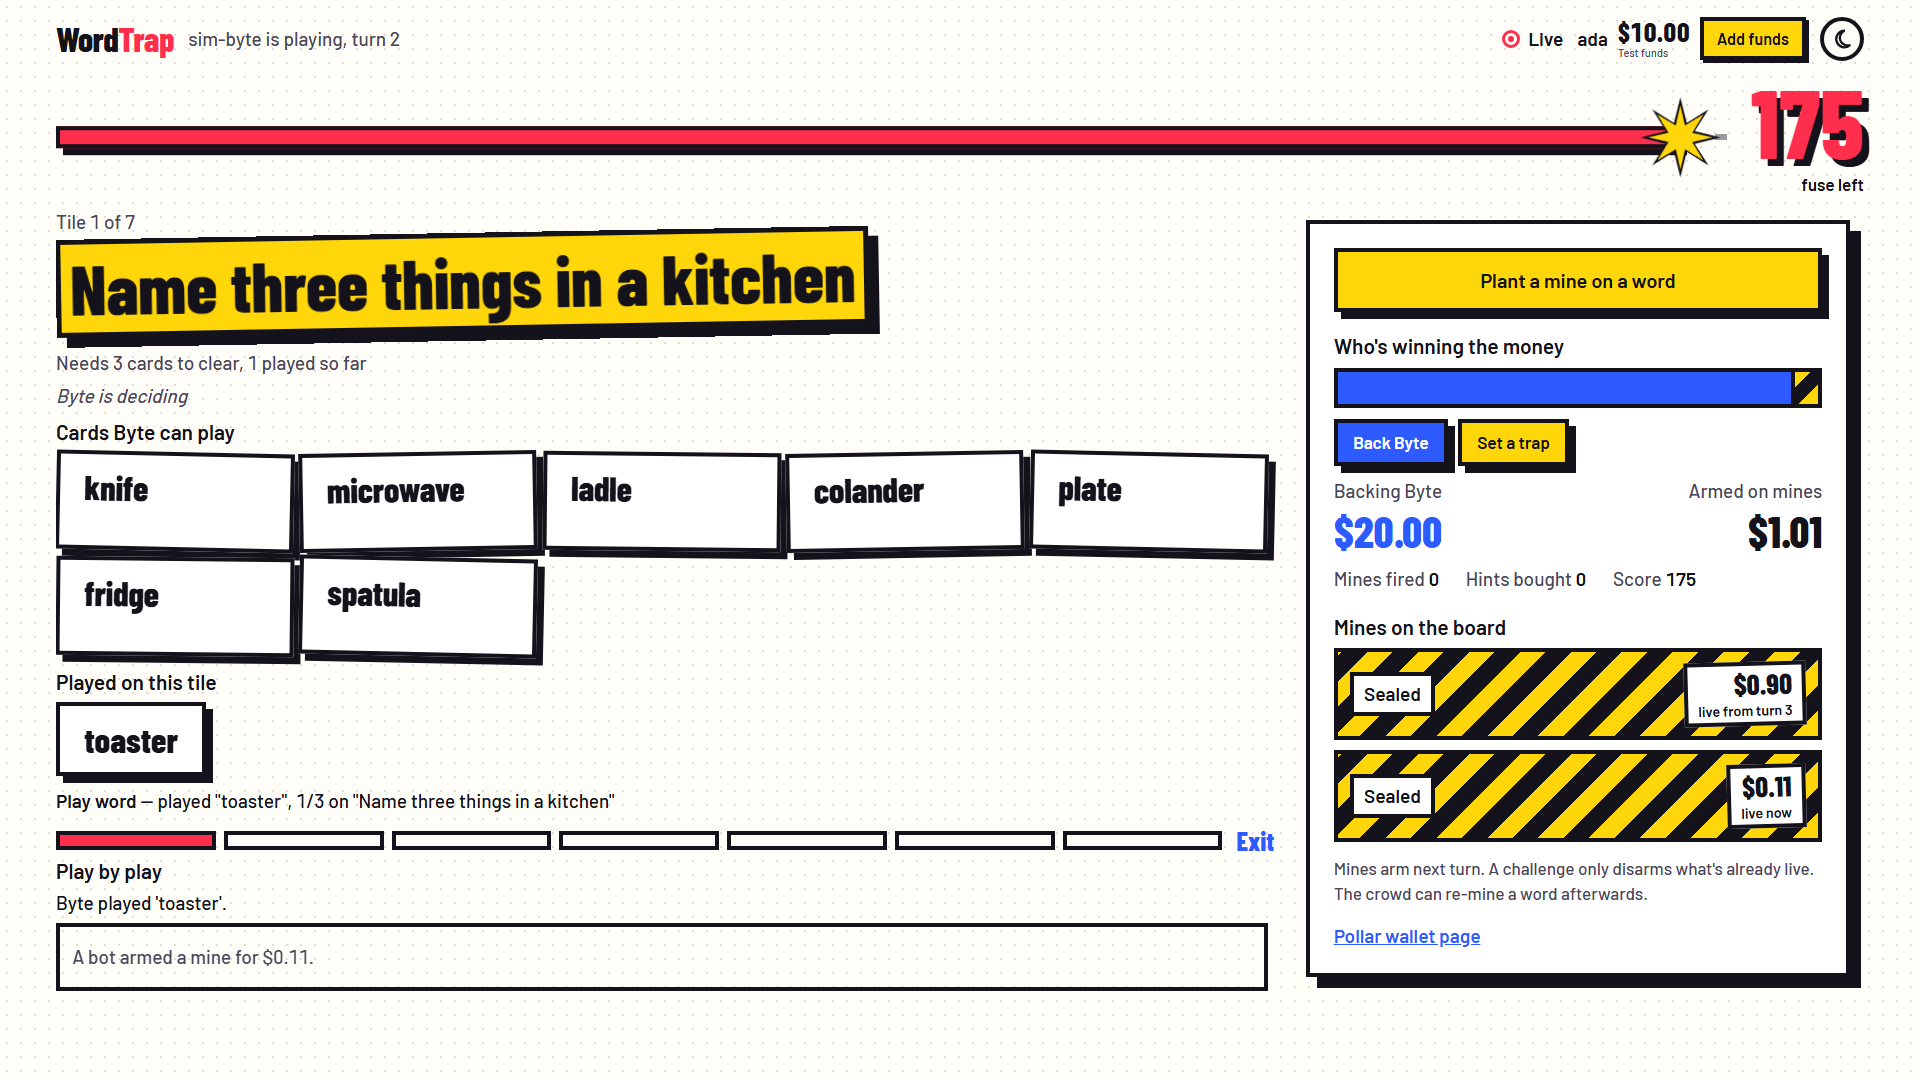 WordTrap sim-byte is playing, turn 2
Live ada $10.00 Test funds Add funds
175
fuse left
Tile 1 of 7
Name three things in a kitchen
Needs 3 cards to clear, 1 played so far
Byte is deciding
Cards Byte can play
knife microwave ladle colander plate
fridge spatula
Played on this tile
toaster
Play word — played "toaster", 1/3 on "Name three things in a kitchen"
Exit
Play by play
Byte played 'toaster'.
A bot armed a mine for $0.11.
Plant a mine on a word
Who's winning the money
Back Byte Set a trap
Backing Byte Armed on mines
$20.00 $1.01
Mines fired 0 Hints bought 0 Score 175
Mines on the board
Sealed $0.90
live from turn 3
Sealed $0.11
live now
Mines arm next turn. A challenge only disarms what's already live.
The crowd can re-mine a word afterwards.
Pollar wallet page